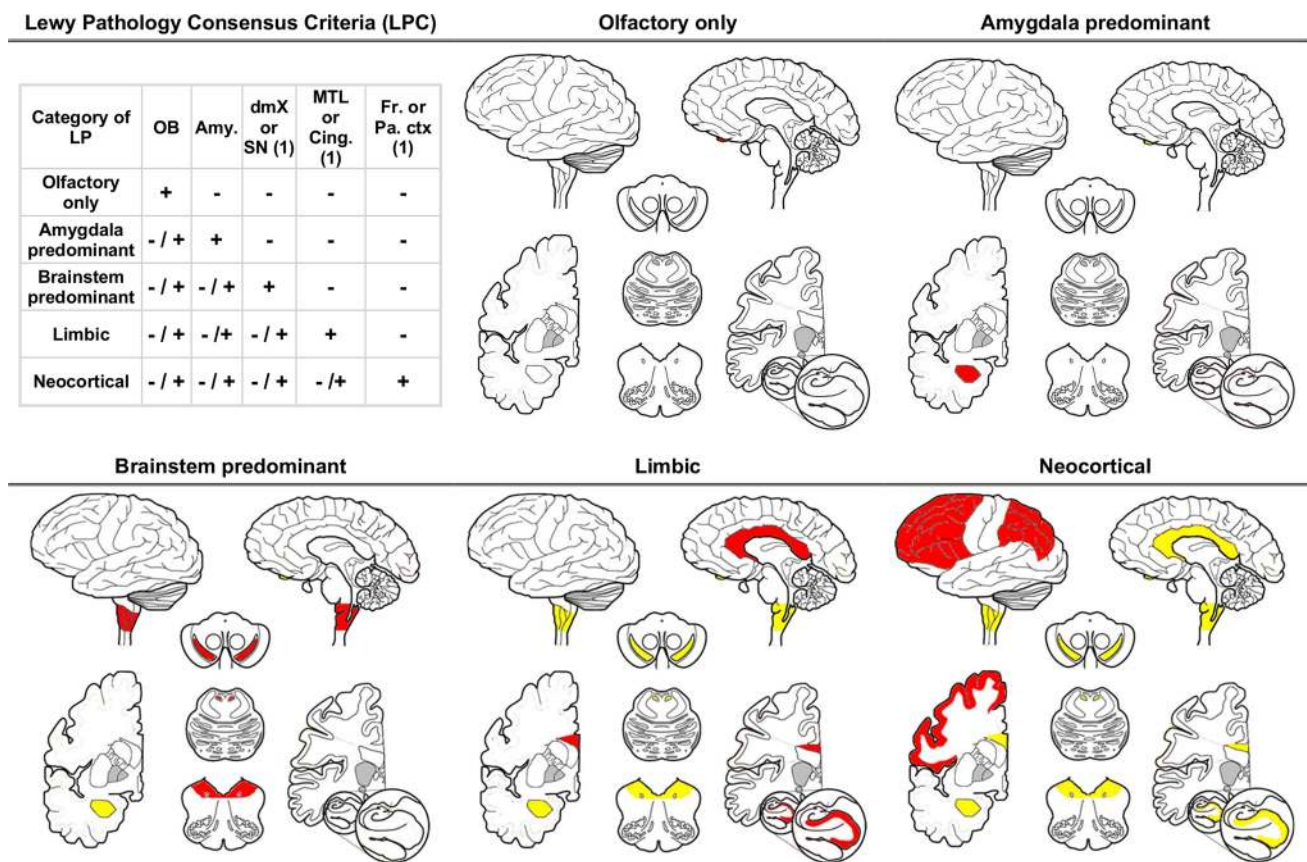 Lewy Pathology Consensus Criteria (LPC)
Olfactory only
Amygdala predominant
Category of LP OB Amy. dmX or SN (1) MTL or Cing. (1) Fr. or Pa. ctx (1)
Olfactory only + - - - -
Amygdala predominant - / + + - - -
Brainstem predominant - / + - / + + - -
Limbic - / + - /+ - / + + -
Neocortical - / + - / + - / + - /+ +
Brainstem predominant
Limbic
Neocortical